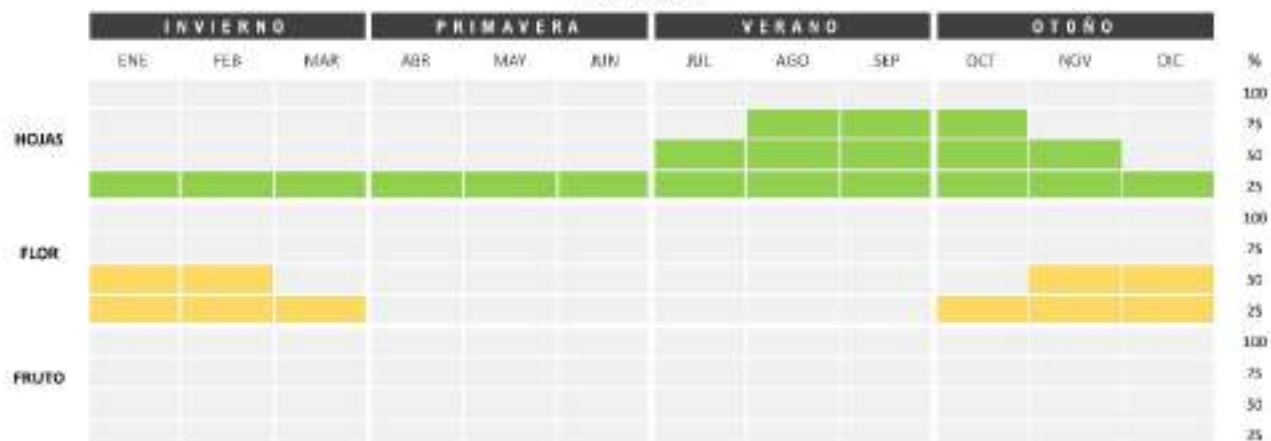 INVIERNO PRIMAVERA VERANO OTOÑO
ENE FEB MAR ABR MAY JUN JUL AGO SEP OCT NOV DIC %
100
HOJAS 75
50
25
100
FLOR 75
50
25
100
FRUTO 75
50
25